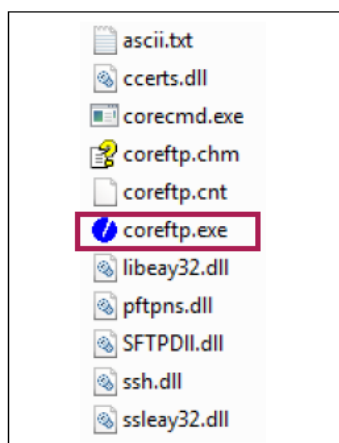 ascii.txt
ccerts.dll
corecmd.exe
coreftp.chm
coreftp.cnt
coreftp.exe
libeay32.dll
pftpns.dll
SFTPDll.dll
ssh.dll
ssleay32.dll